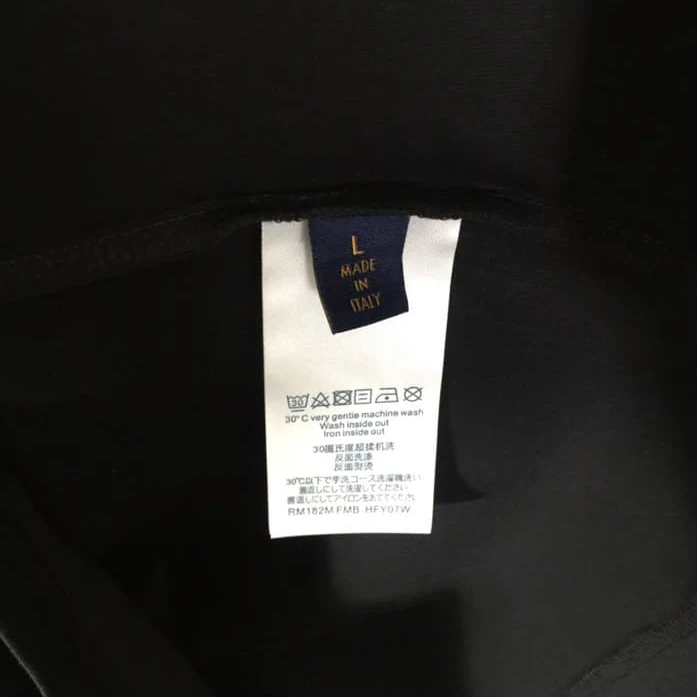 L
MADE
IN
ITALY
30
30°C very gentle machine wash
Wash inside out
Iron inside out
30摄氏度超柔机洗
反面洗涤
反面熨烫
30℃以下で手洗コース洗濯機洗い
裏返しにして洗濯してください
裏返しにしてアイロンをあててください
RM182M FMB HFY07W